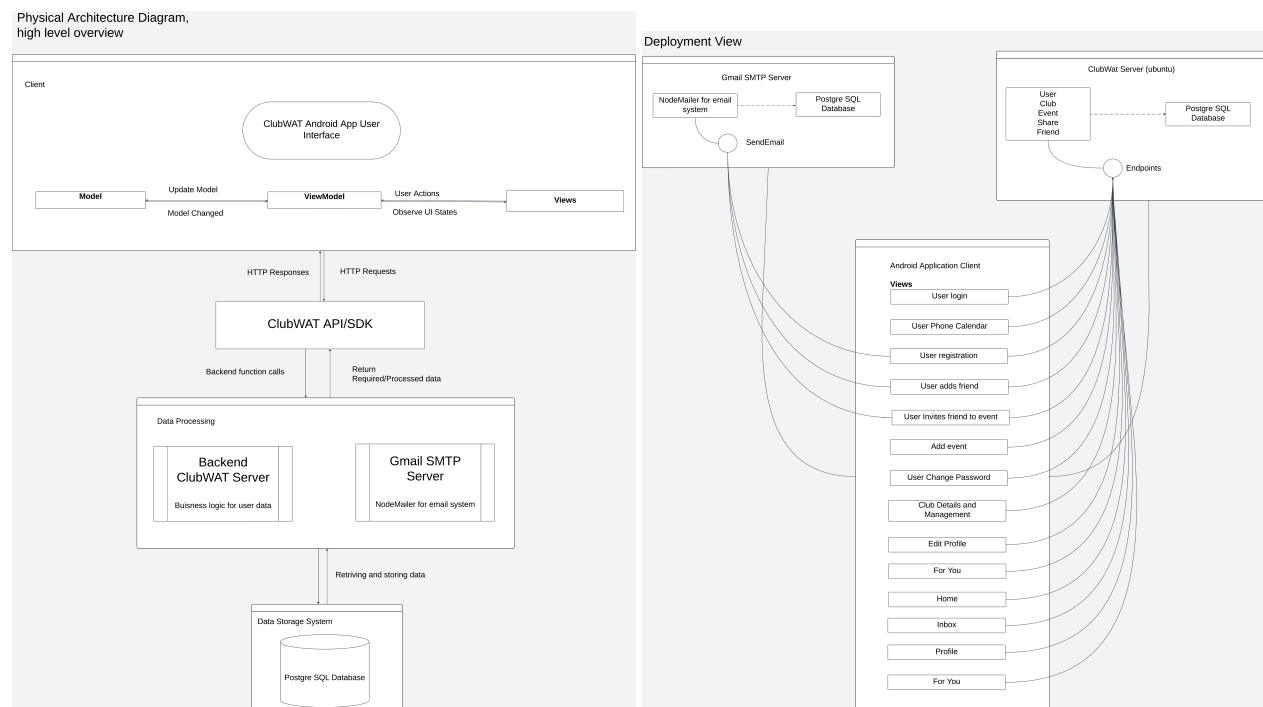 Physical Architecture Diagram,
high level overview
Client
ClubWAT Android App User
Interface
Model
Update Model
Model Changed
ViewModel
User Actions
Observe UI States
Views
HTTP Responses
HTTP Requests
ClubWAT API/SDK
Backend function calls
Return
Required/Processed data
Data Processing
Backend
ClubWAT Server
Buisness logic for user data
Gmail SMTP
Server
NodeMailer for email system
Retriving and storing data
Data Storage System
Postgre SQL Database
Deployment View
Gmail SMTP Server
NodeMailer for email
system
Postgre SQL
Database
SendEmail
ClubWat Server (ubuntu)
User
Club
Event
Share
Friend
Postgre SQL
Database
Endpoints
Android Application Client
Views
User login
User Phone Calendar
User registration
User adds friend
User Invites friend to event
Add event
User Change Password
Club Details and
Management
Edit Profile
For You
Home
Inbox
Profile
For You